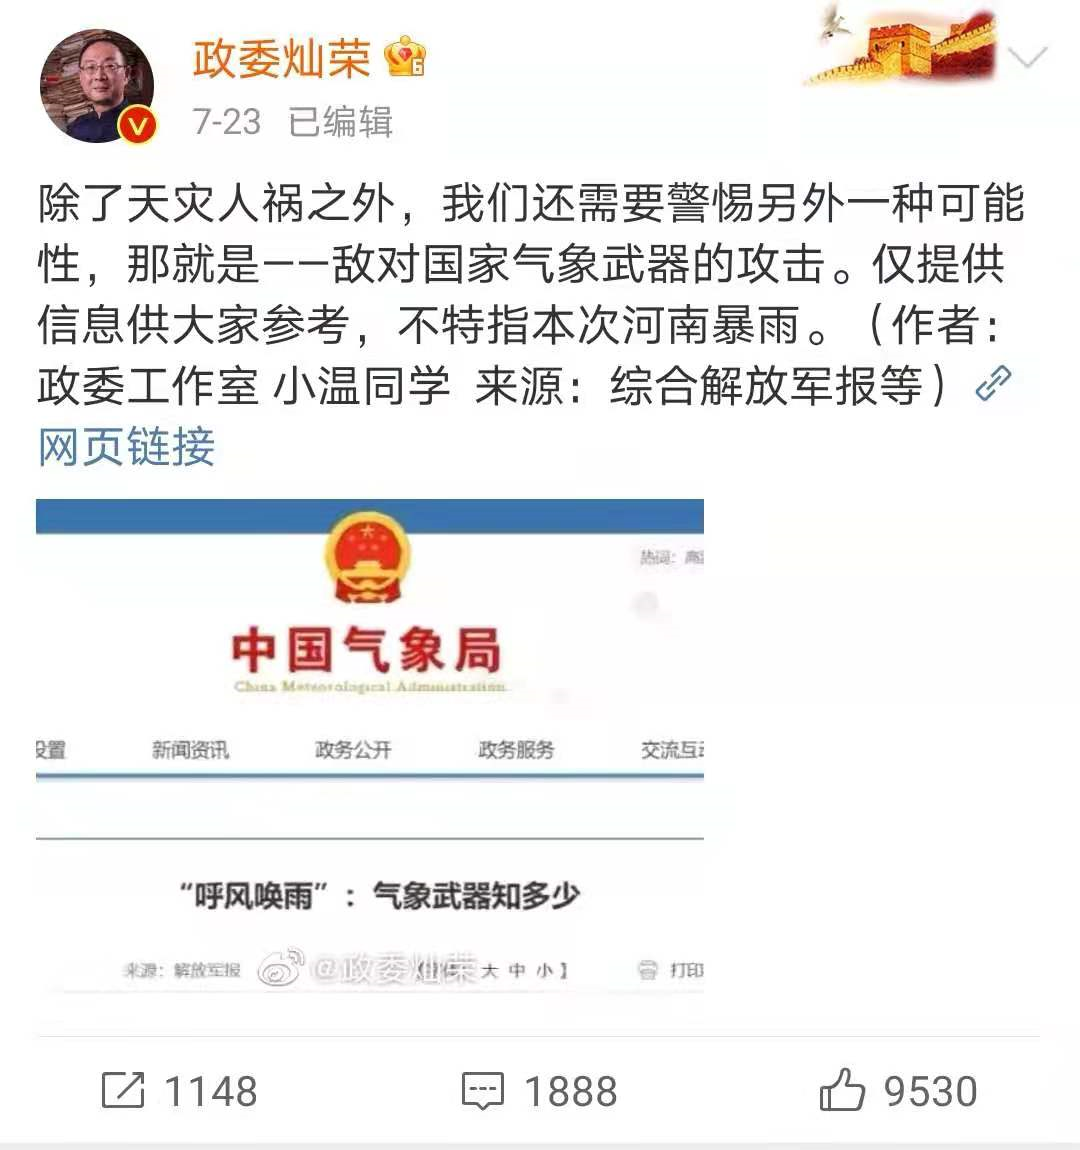 政委灿荣
7-23 已编辑
除了天灾人祸之外，我们还需要警惕另外一种可能
性，那就是——敌对国家气象武器的攻击。仅提供
信息供大家参考，不特指本次河南暴雨。（作者：
政委工作室 小温同学 来源：综合解放军报等）
网页链接
热词：高
中国气象局
China Meteorological Administration
设置 新闻资讯 政务公开 政务服务 交流互动
“呼风唤雨”：气象武器知多少
来源：解放军报 @政委灿荣 大 中 小】 打印
1148 1888 9530